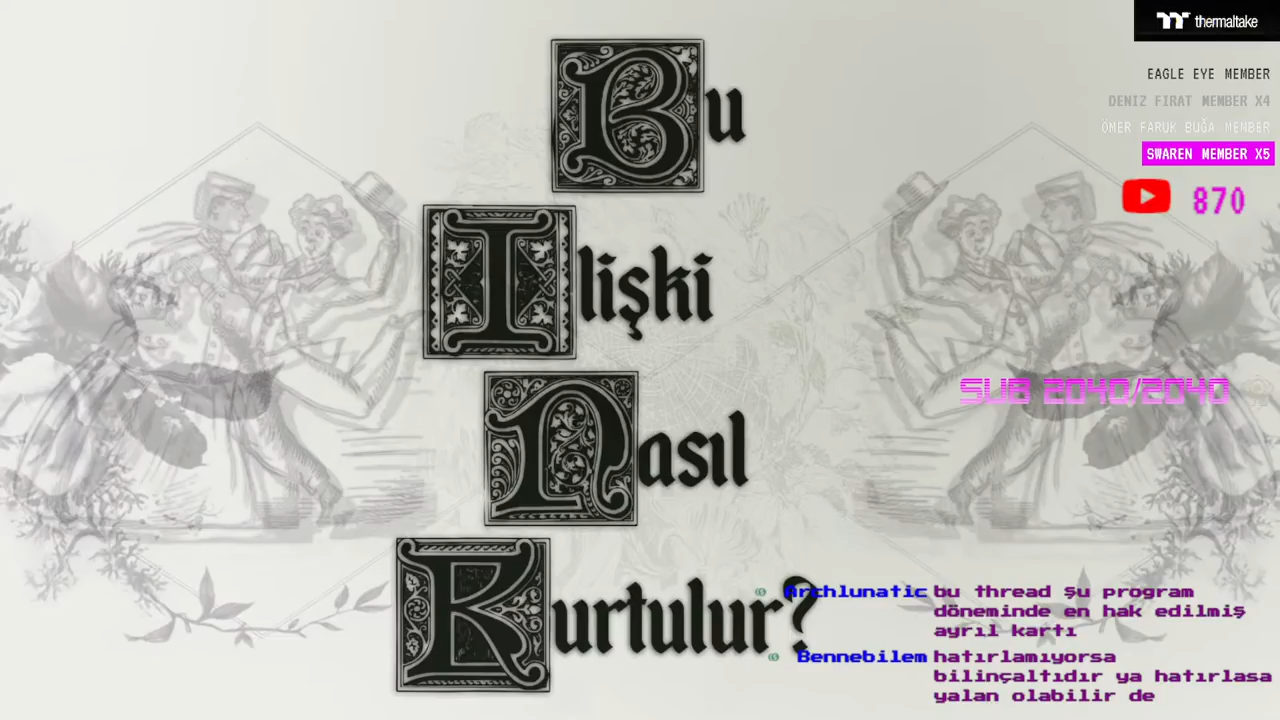 thermaltake
EAGLE EYE MEMBER
DENIZ FIRAT MEMBER X4
ÖMER FARUK BUĞA MEMBER
SWAREN MEMBER X5
870
Bu
İlişki
Nasıl
Kurtulur?
SUB 2040/2040
Archlunatic bu thread şu program
döneminde en hak edilmiş
ayrıl kartı
Bennebilem hatırlamıyorsa
bilinçaltıdır ya hatırlasa
yalan olabilir de